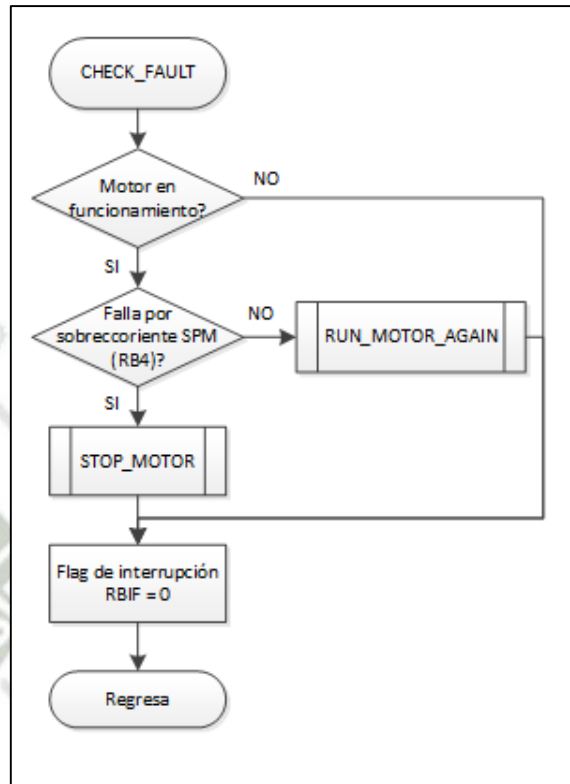 CHECK_FAULT
Motor en
funcionamiento?
NO
SI
Falla por
sobreccoriente SPM
(RB4)?
NO
RUN_MOTOR_AGAIN
SI
STOP_MOTOR
Flag de interrupción
RBIF = 0
Regresa